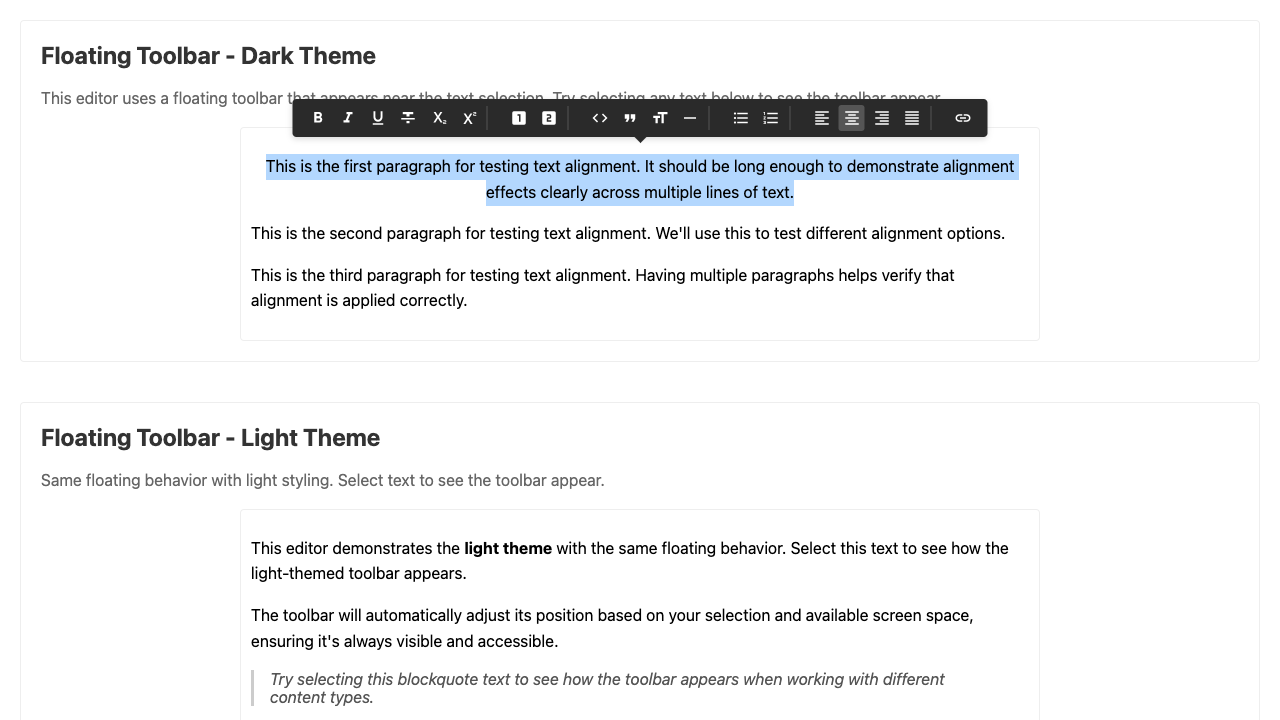 Floating Toolbar - Dark Theme
This editor uses a floating toolbar that appears near the text selection. Try selecting any text below to see the toolbar appear.
B I U T X₂ X² 1 2 <> " TT — X
This is the first paragraph for testing text alignment. It should be long enough to demonstrate alignment
effects clearly across multiple lines of text.
This is the second paragraph for testing text alignment. We'll use this to test different alignment options.
This is the third paragraph for testing text alignment. Having multiple paragraphs helps verify that
alignment is applied correctly.
Floating Toolbar - Light Theme
Same floating behavior with light styling. Select text to see the toolbar appear.
This editor demonstrates the light theme with the same floating behavior. Select this text to see how the
light-themed toolbar appears.
The toolbar will automatically adjust its position based on your selection and available screen space,
ensuring it's always visible and accessible.
Try selecting this blockquote text to see how the toolbar appears when working with different
content types.